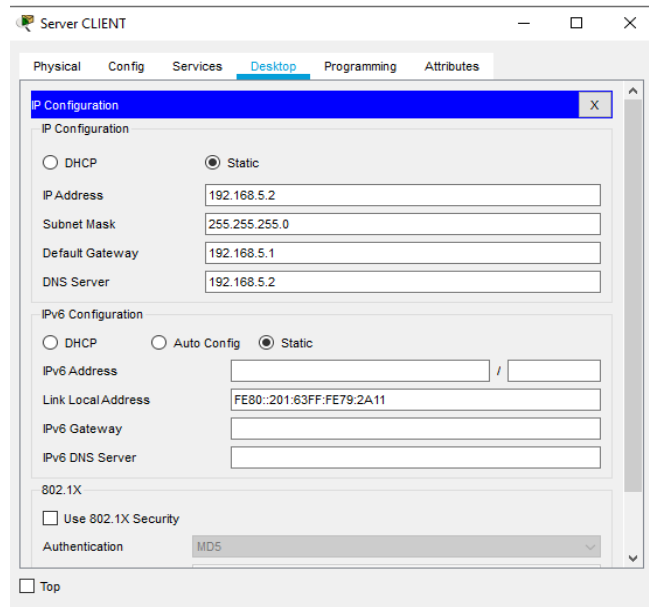 Server CLIENT
Physical Config Services Desktop Programming Attributes
IP Configuration X
IP Configuration
DHCP Static
IP Address 192.168.5.2
Subnet Mask 255.255.255.0
Default Gateway 192.168.5.1
DNS Server 192.168.5.2
IPv6 Configuration
DHCP Auto Config Static
IPv6 Address /
Link Local Address FE80::201:63FF:FE79:2A11
IPv6 Gateway
IPv6 DNS Server
802.1X
Use 802.1X Security
Authentication MD5
Top